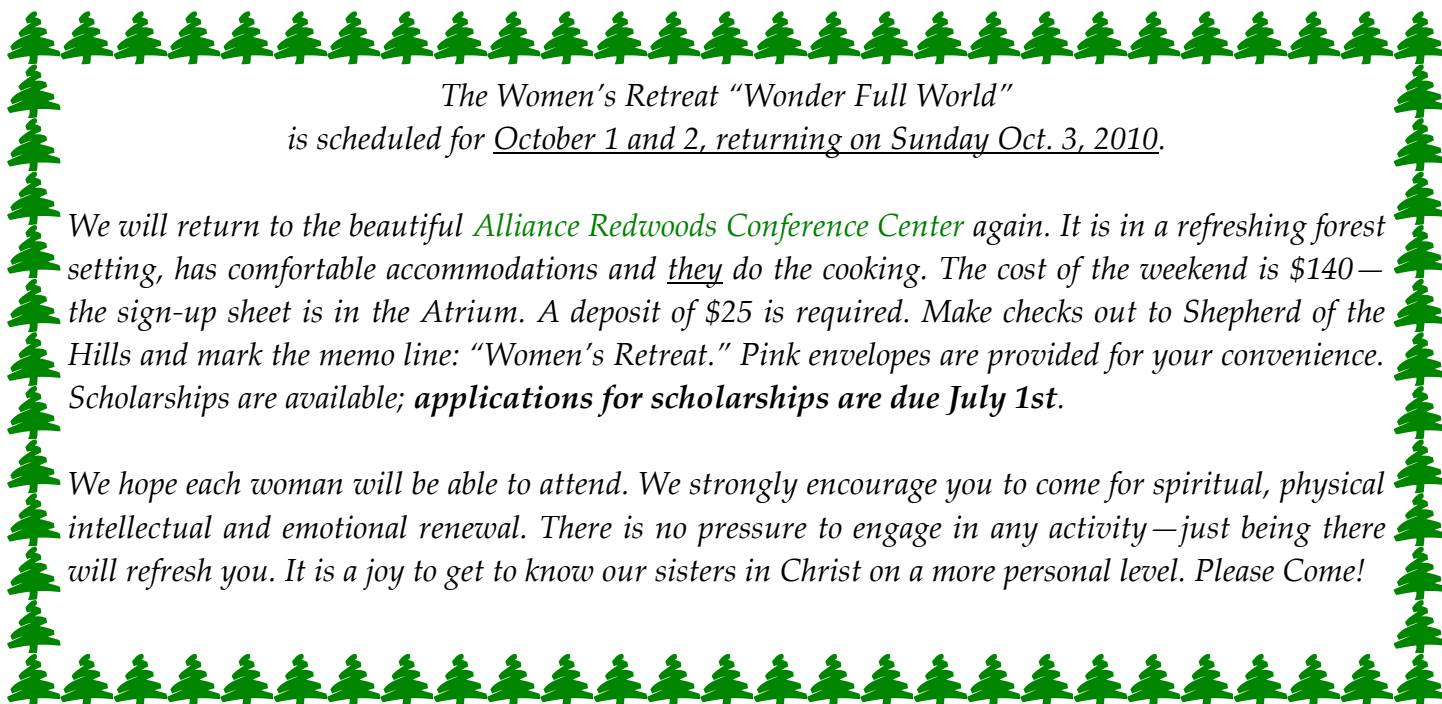 The Women’s Retreat “Wonder Full World”
is scheduled for October 1 and 2, returning on Sunday Oct. 3, 2010.
We will return to the beautiful Alliance Redwoods Conference Center again. It is in a refreshing forest
setting, has comfortable accommodations and they do the cooking. The cost of the weekend is $140—
the sign-up sheet is in the Atrium. A deposit of $25 is required. Make checks out to Shepherd of the
Hills and mark the memo line: “Women’s Retreat.” Pink envelopes are provided for your convenience.
Scholarships are available; applications for scholarships are due July 1st.
We hope each woman will be able to attend. We strongly encourage you to come for spiritual, physical
intellectual and emotional renewal. There is no pressure to engage in any activity—just being there
will refresh you. It is a joy to get to know our sisters in Christ on a more personal level. Please Come!